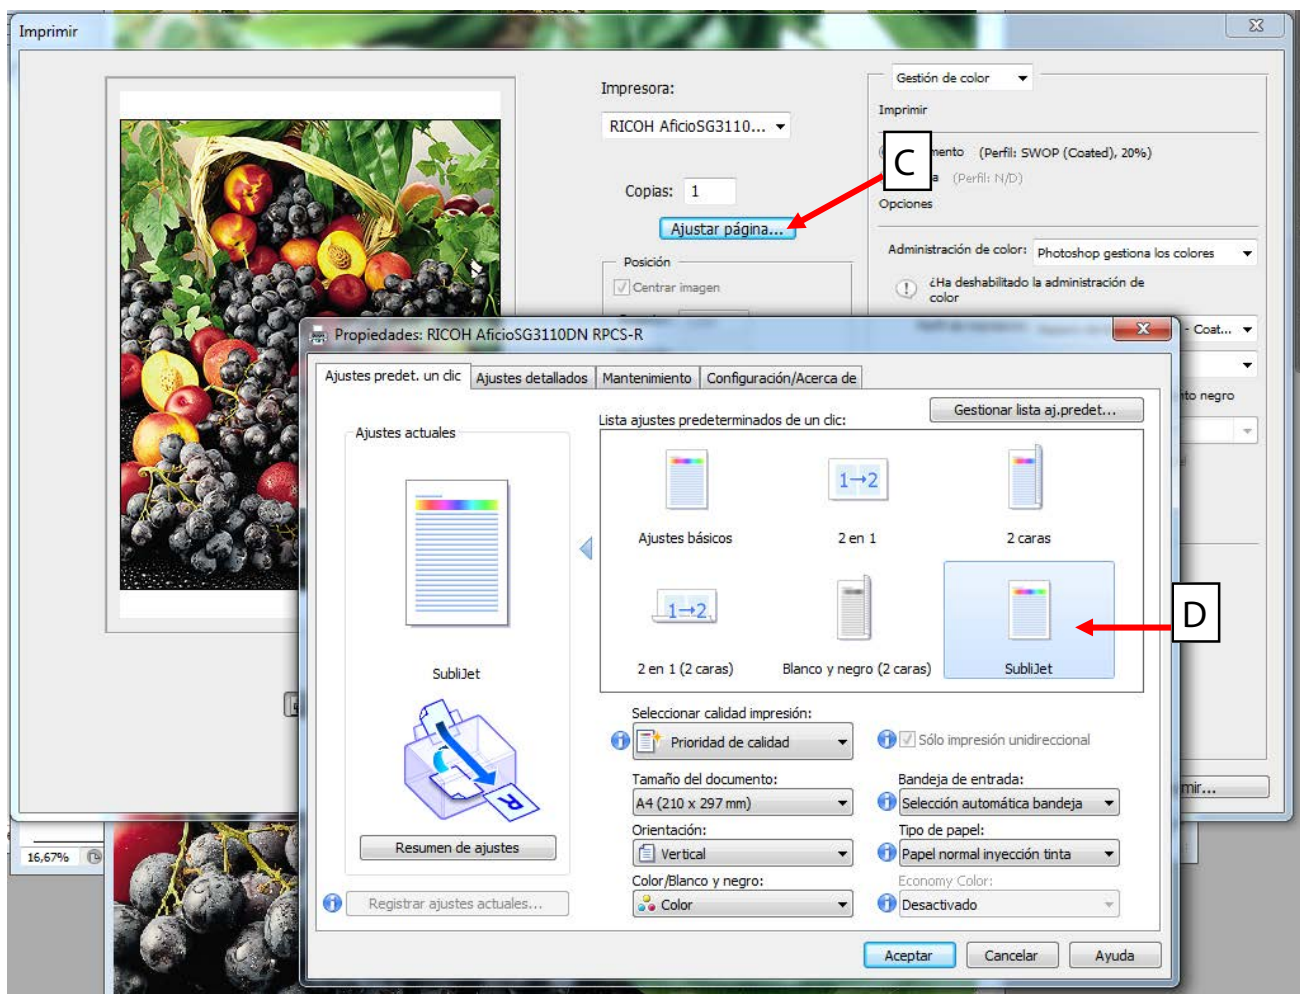 Imprimir
Impresora:
RICOH AficioSG3110...
Copias: 1
Ajustar página...
Posición
Centrar imagen
Gestión de color
Imprimir
mento (Perfil: SWOP (Coated), 20%)
a (Perfil: N/D)
Opciones
Administración de color: Photoshop gestiona los colores
¿Ha deshabilitado la administración de
color
- Coat...
to negro
C
Propiedades: RICOH AficioSG3110DN RPCS-R
X
Ajustes predet. un clic
Ajustes detallados
Mantenimiento
Configuración/Acerca de
Gestionar lista aj.predet...
Lista ajustes predeterminados de un clic:
Ajustes actuales
SubliJet
Resumen de ajustes
Registrar ajustes actuales...
1→2
Ajustes básicos
2 en 1
2 caras
1→2
2 en 1 (2 caras)
Blanco y negro (2 caras)
SubliJet
D
Seleccionar calidad impresión:
Prioridad de calidad
Sólo impresión unidireccional
Tamaño del documento:
A4 (210 x 297 mm)
Bandeja de entrada:
Selección automática bandeja
Orientación:
Vertical
Tipo de papel:
Papel normal inyección tinta
Color/Blanco y negro:
Color
Economy Color:
Desactivado
Aceptar
Cancelar
Ayuda
mir...
16,67%